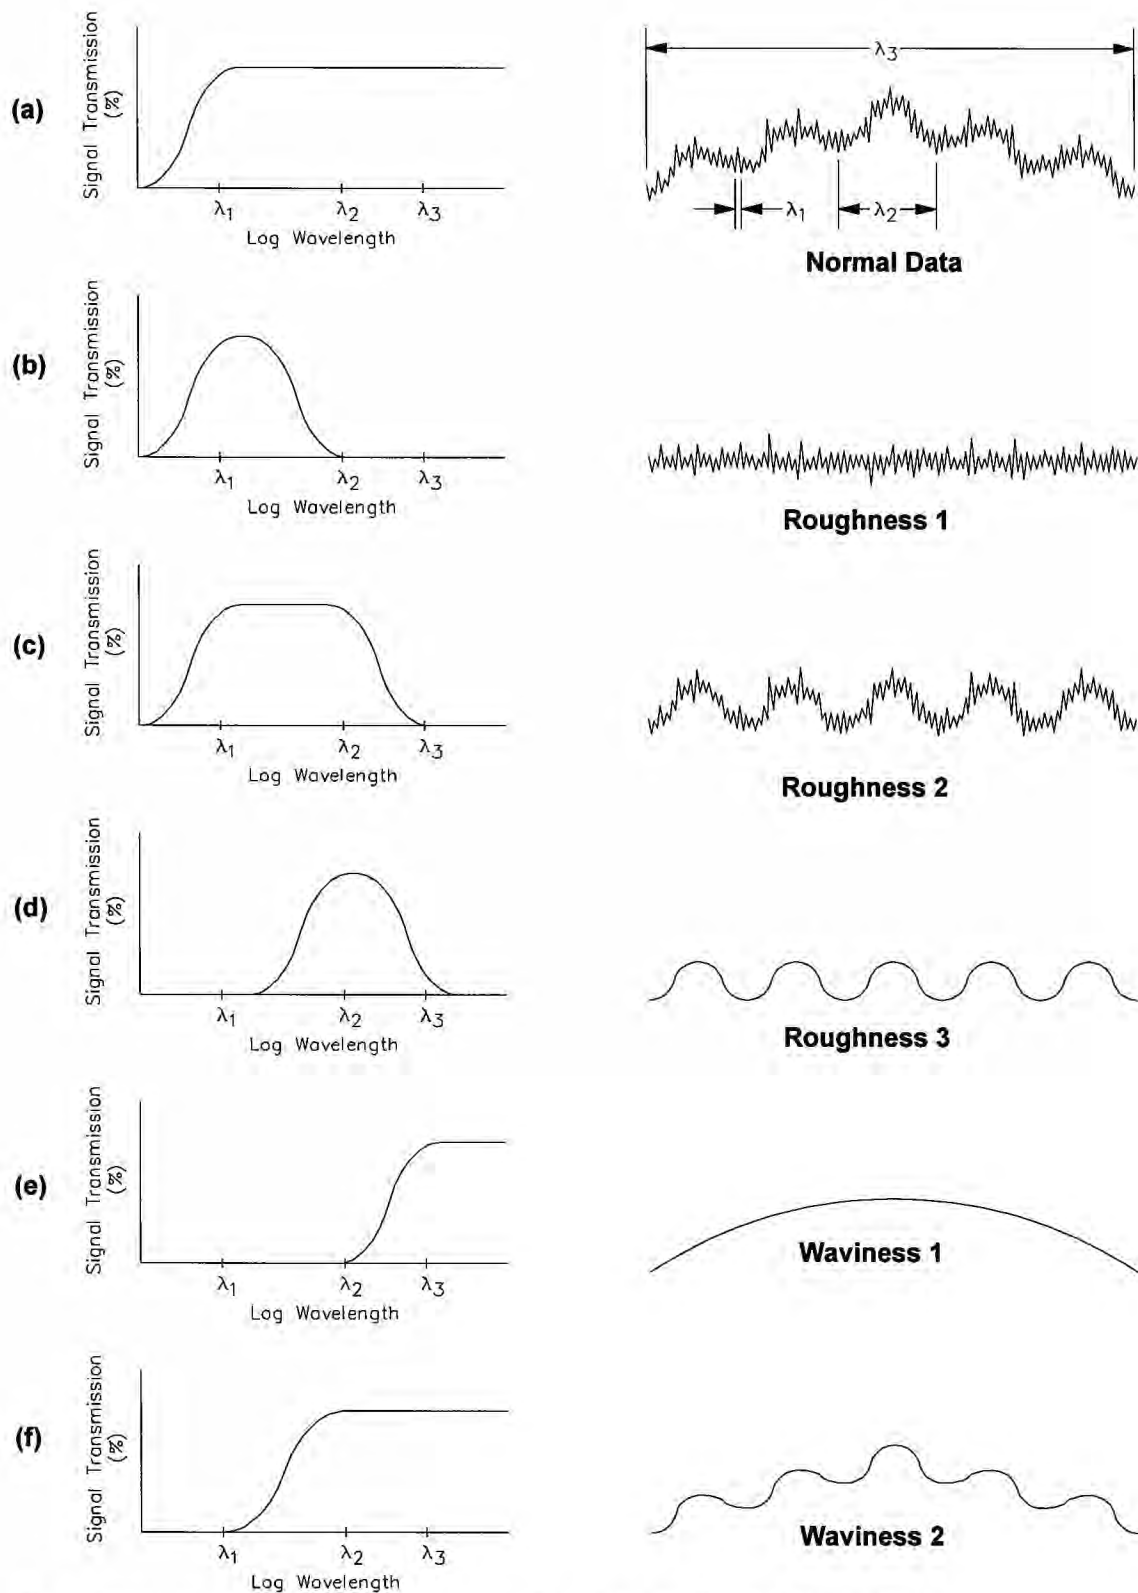 (a)
Signal Transmission
(%)
λ1
λ2
λ3
Log Wavelength
λ3
λ1
λ2
Normal Data
(b)
Signal Transmission
(%)
λ1
λ2
λ3
Log Wavelength
Roughness 1
(c)
Signal Transmission
(%)
λ1
λ2
λ3
Log Wavelength
Roughness 2
(d)
Signal Transmission
(%)
λ1
λ2
λ3
Log Wavelength
Roughness 3
(e)
Signal Transmission
(%)
λ1
λ2
λ3
Log Wavelength
Waviness 1
(f)
Signal Transmission
(%)
λ1
λ2
λ3
Log Wavelength
Waviness 2